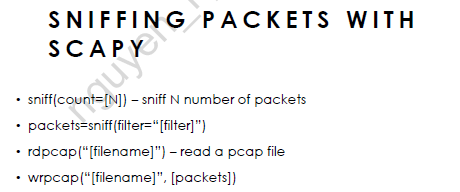 SNIFFING PACKETS WITH
SCAPY
• sniff(count=[N]) – sniff N number of packets
• packets=sniff(filter=“[filter]”)
• rdpcap(“[filename]”) – read a pcap file
• wrpcap(“[filename]”, [packets])
nguyen_